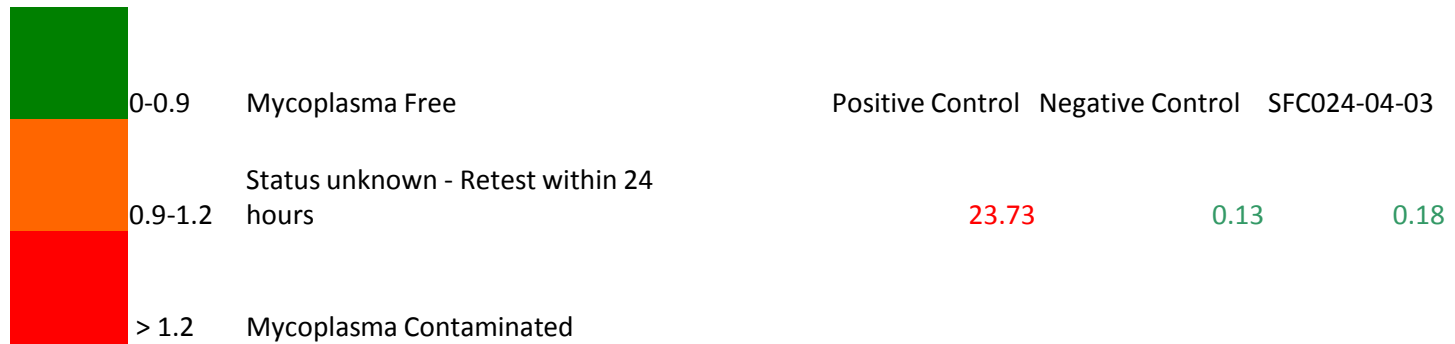 0-0.9 Mycoplasma Free Positive Control Negative Control SFC024-04-03
Status unknown - Retest within 24
0.9-1.2 hours 23.73 0.13 0.18
> 1.2 Mycoplasma Contaminated